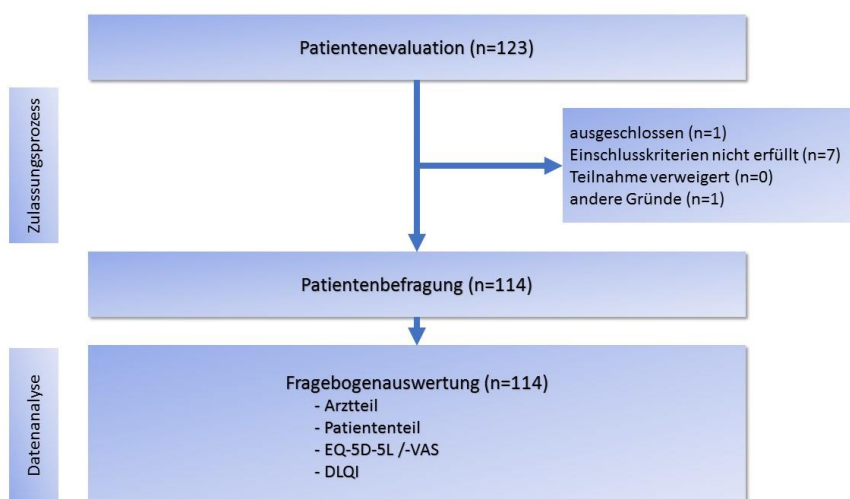 Patientenevaluation (n=123)
Zulassungsprozess
ausgeschlossen (n=1)
Einschlusskriterien nicht erfüllt (n=7)
Teilnahme verweigert (n=0)
andere Gründe (n=1)
Patientenbefragung (n=114)
Datenanalyse
Fragebogenauswertung (n=114)
- Arztteil
- Patiententeil
- EQ-5D-5L /-VAS
- DLQI